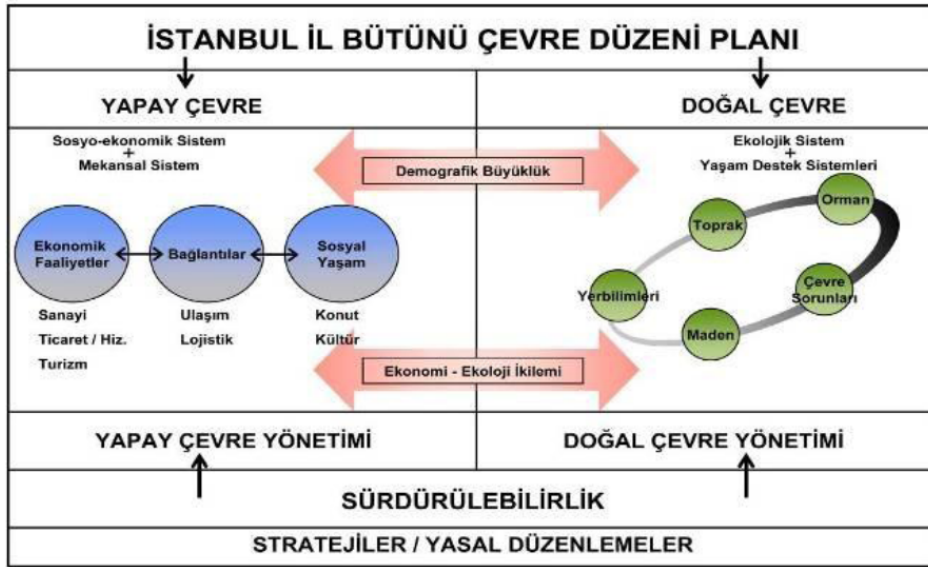 İSTANBUL İL BÜTÜNÜ ÇEVRE DÜZENİ PLANI
YAPAY ÇEVRE
DOĞAL ÇEVRE
Sosyo-ekonomik Sistem
+
Mekansal Sistem
Demografik Büyüklük
Ekolojik Sistem
+
Yaşam Destek Sistemleri
Ekonomik
Faaliyetler
Bağlantılar
Sosyal
Yaşam
Sanayi
Ticaret / Hiz.
Turizm
Ulaşım
Lojistik
Konut
Kültür
Orman
Toprak
Yerbilimleri
Çevre
Sorunları
Maden
Ekonomi - Ekoloji İkilemi
YAPAY ÇEVRE YÖNETİMİ
DOĞAL ÇEVRE YÖNETİMİ
SÜRDÜRÜLEBİLİRLİK
STRATEJİLER / YASAL DÜZENLEMELER